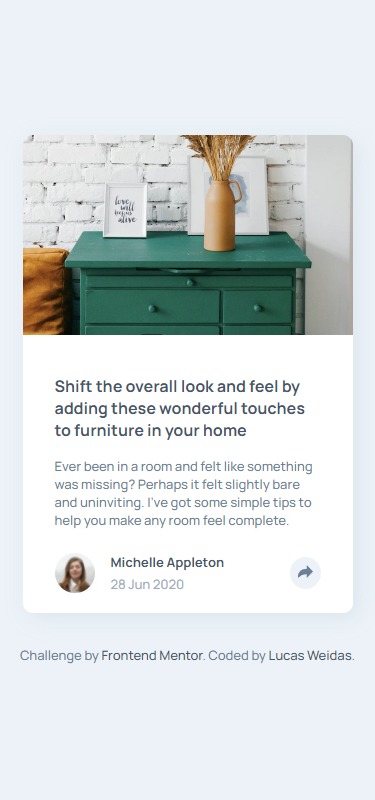 love
will
begin
alive
Shift the overall look and feel by
adding these wonderful touches
to furniture in your home
Ever been in a room and felt like something
was missing? Perhaps it felt slightly bare
and uninviting. I've got some simple tips to
help you make any room feel complete.
Michelle Appleton
28 Jun 2020
Challenge by Frontend Mentor. Coded by Lucas Weidas.